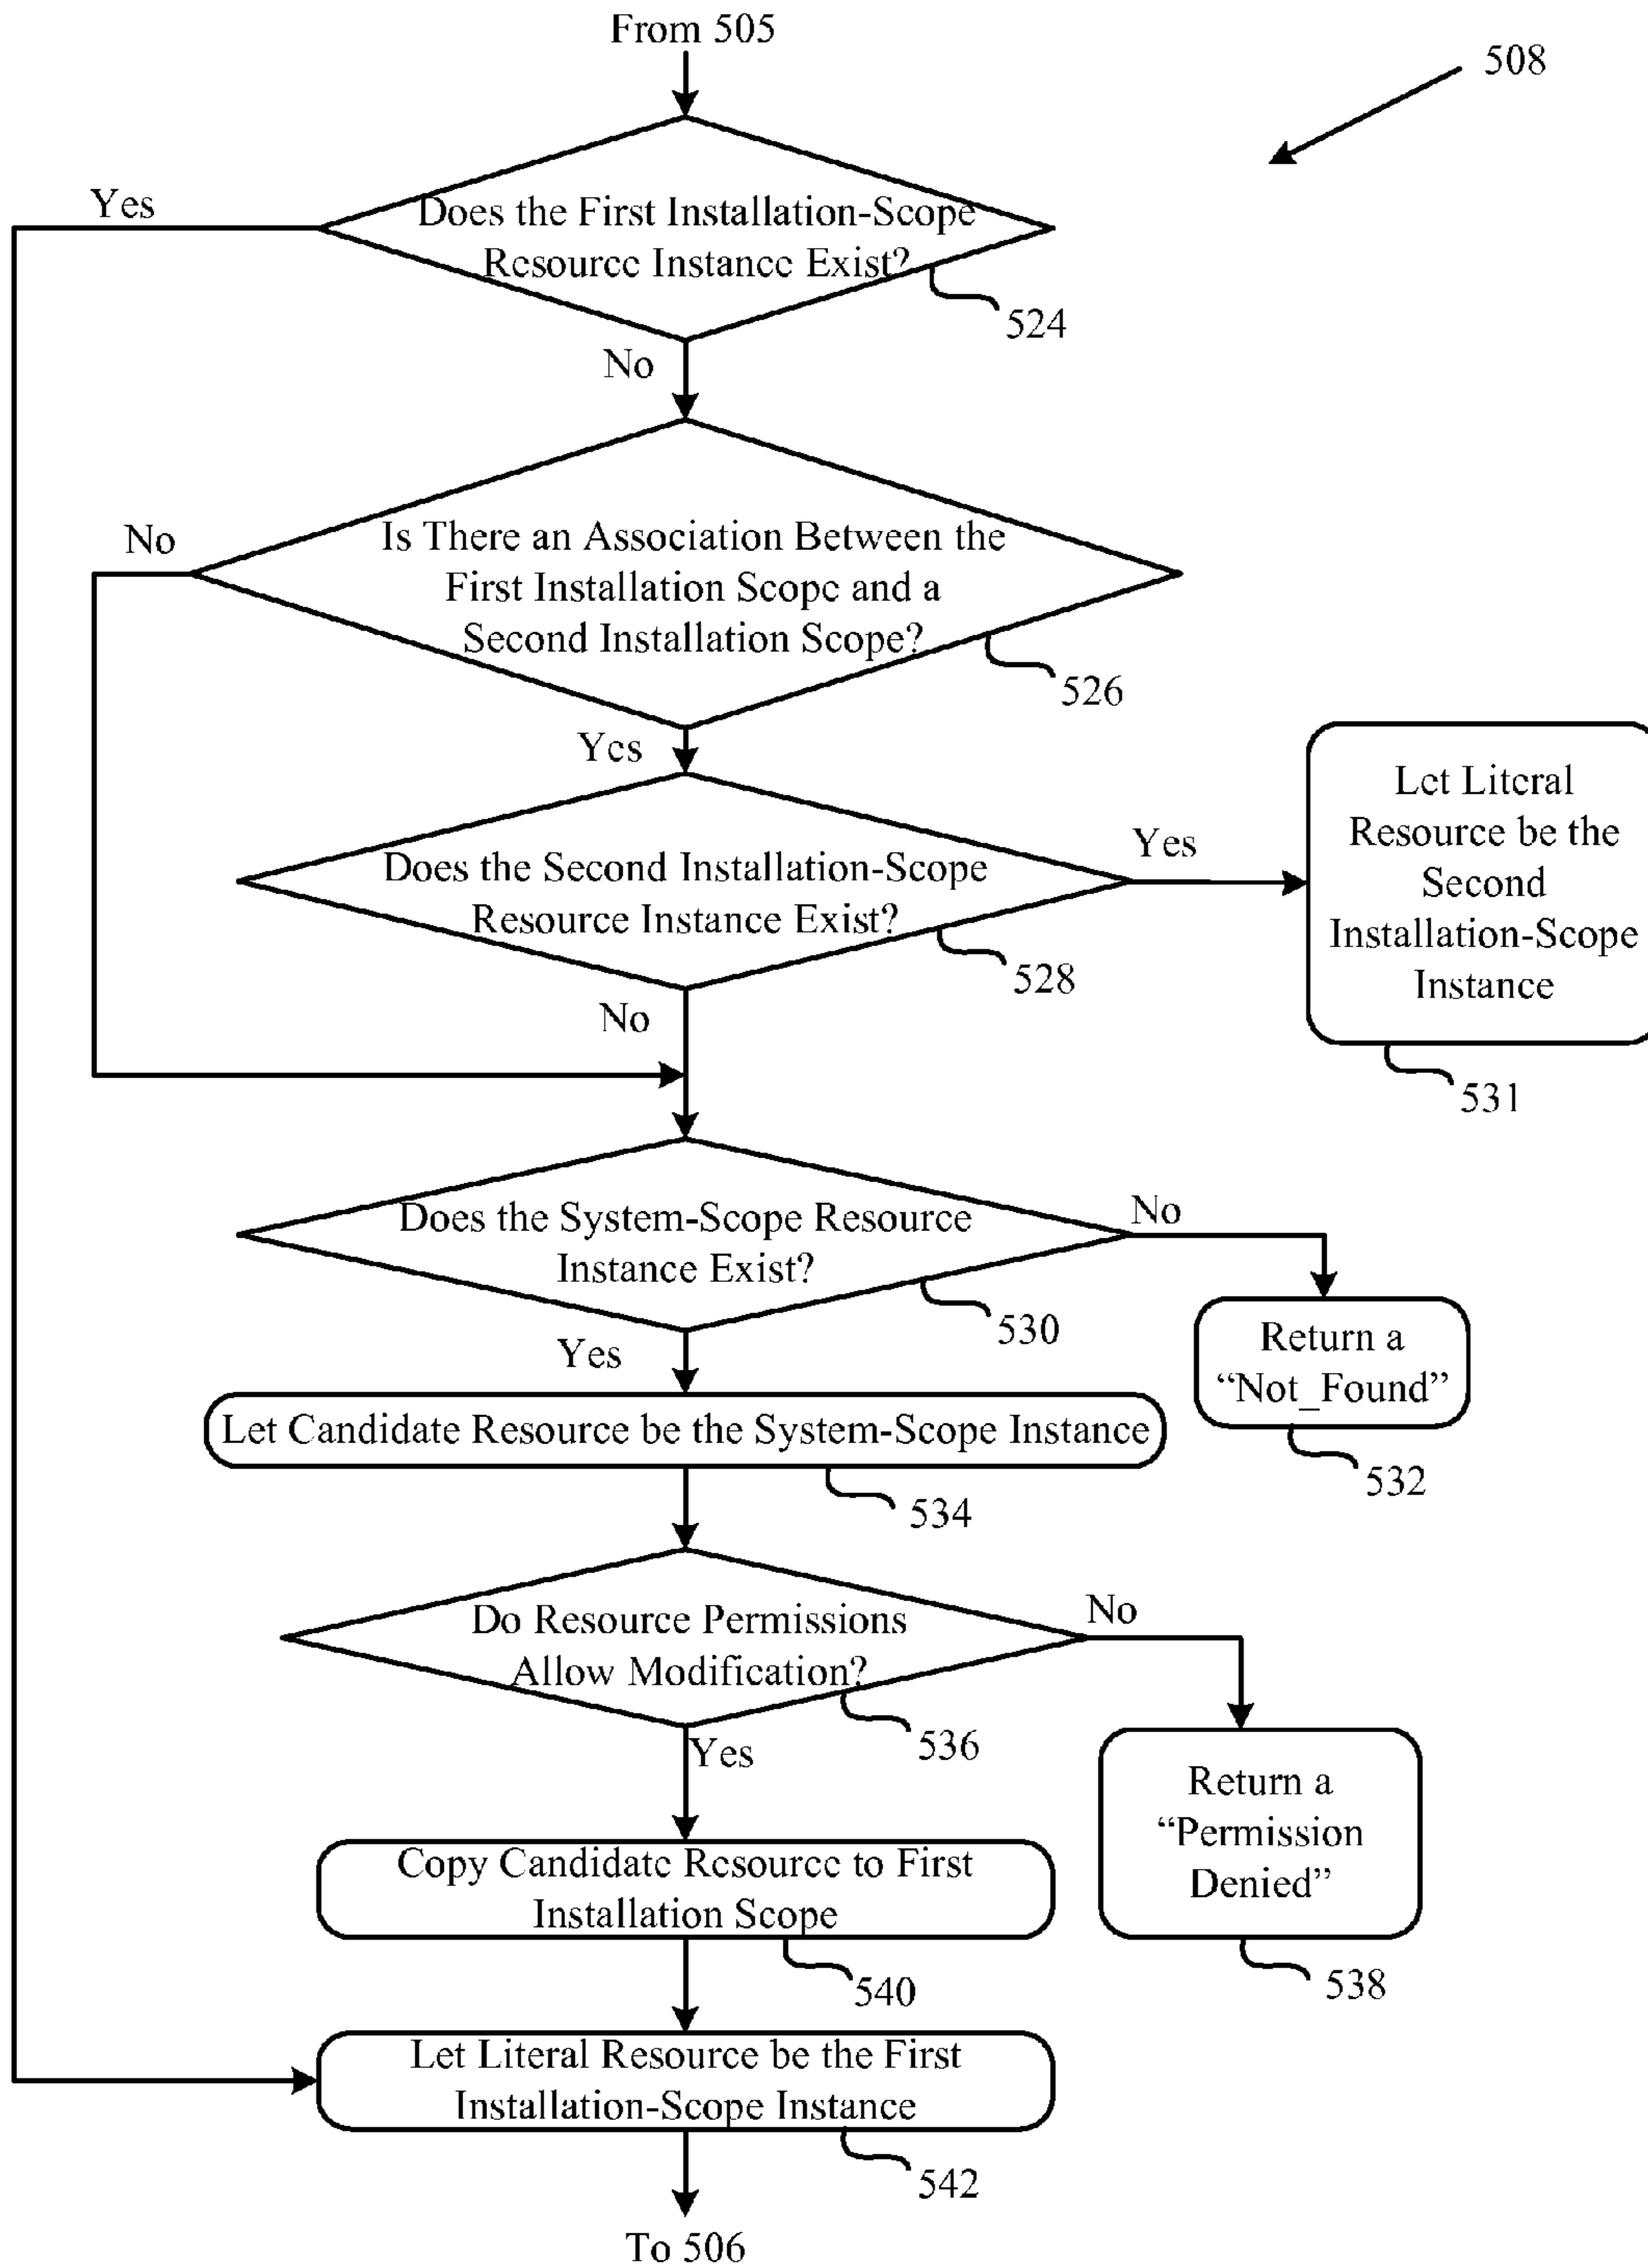 From 505
508
Yes
Does the First Installation-Scope
Resource Instance Exist?
524
No
No
Is There an Association Between the
First Installation Scope and a
Second Installation Scope?
526
Yes
Does the Second Installation-Scope
Resource Instance Exist?
528
Yes
Let Literal
Resource be the
Second
Installation-Scope
Instance
531
No
Does the System-Scope Resource
Instance Exist?
530
No
Return a
“Not_Found”
532
Yes
Let Candidate Resource be the System-Scope Instance
534
Do Resource Permissions
Allow Modification?
536
No
Return a
“Permission
Denied”
538
Yes
Copy Candidate Resource to First
Installation Scope
540
Let Literal Resource be the First
Installation-Scope Instance
542
To 506